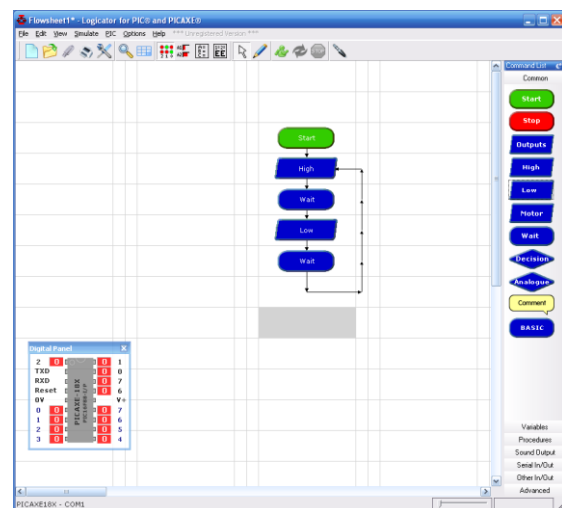 Flowsheet1* - Logicator for PIC® and PICAXE®
File Edit View Simulate PIC Options Help *** Unregistered Version ***
Command List
Common
Start
Stop
Outputs
High
Low
Motor
Wait
Decision
Analogue
Comment
BASIC
Start
High
Wait
Low
Wait
Digital Panel X
2 0 0 1
TXD 0 0
RXD 0 7
Reset 0 6
0V V+
0 0 0 7
1 0 0 6
2 0 0 5
3 0 0 4
PICAXE-18X
Variables
Procedures
Sound Output
Serial In/Out
Other In/Out
Advanced
PICAXE18X - COM1